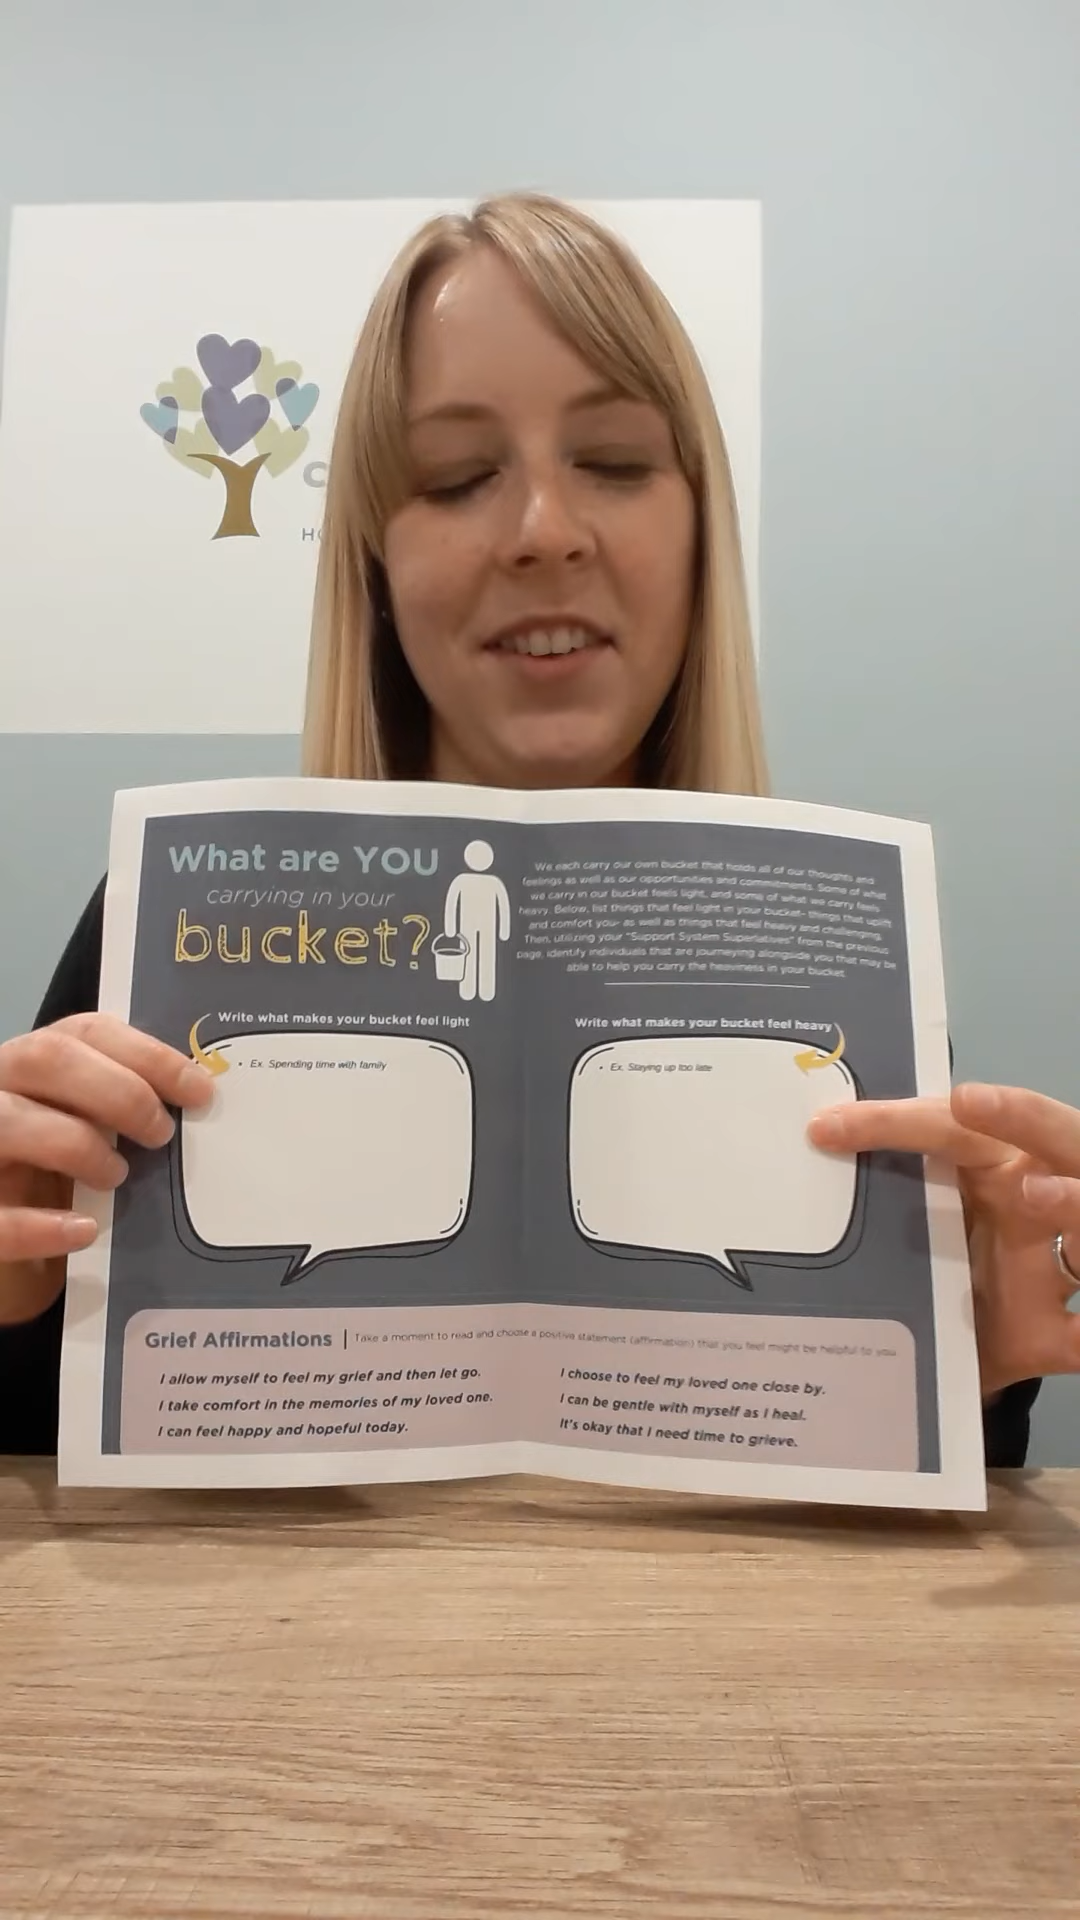 C
HO
What are YOU
carrying in your
bucket?
We each carry our own bucket that holds all of our thoughts and
feelings as well as our opportunities and commitments. Some of what
we carry in our bucket feels light, and some of what we carry feels
heavy. Below, list things that feel light in your bucket- things that uplift
and comfort you- as well as things that feel heavy and challenging.
Then, utilizing your "Support System Superlatives" from the previous
page, identify individuals that are journeying alongside you that may be
able to help you carry the heaviness in your bucket.
Write what makes your bucket feel light
• Ex. Spending time with family
Write what makes your bucket feel heavy
• Ex. Staying up too late
Grief Affirmations | Take a moment to read and choose a positive statement (affirmation) that you feel might be helpful to you.
I allow myself to feel my grief and then let go.
I take comfort in the memories of my loved one.
I can feel happy and hopeful today.
I choose to feel my loved one close by.
I can be gentle with myself as I heal.
It's okay that I need time to grieve.